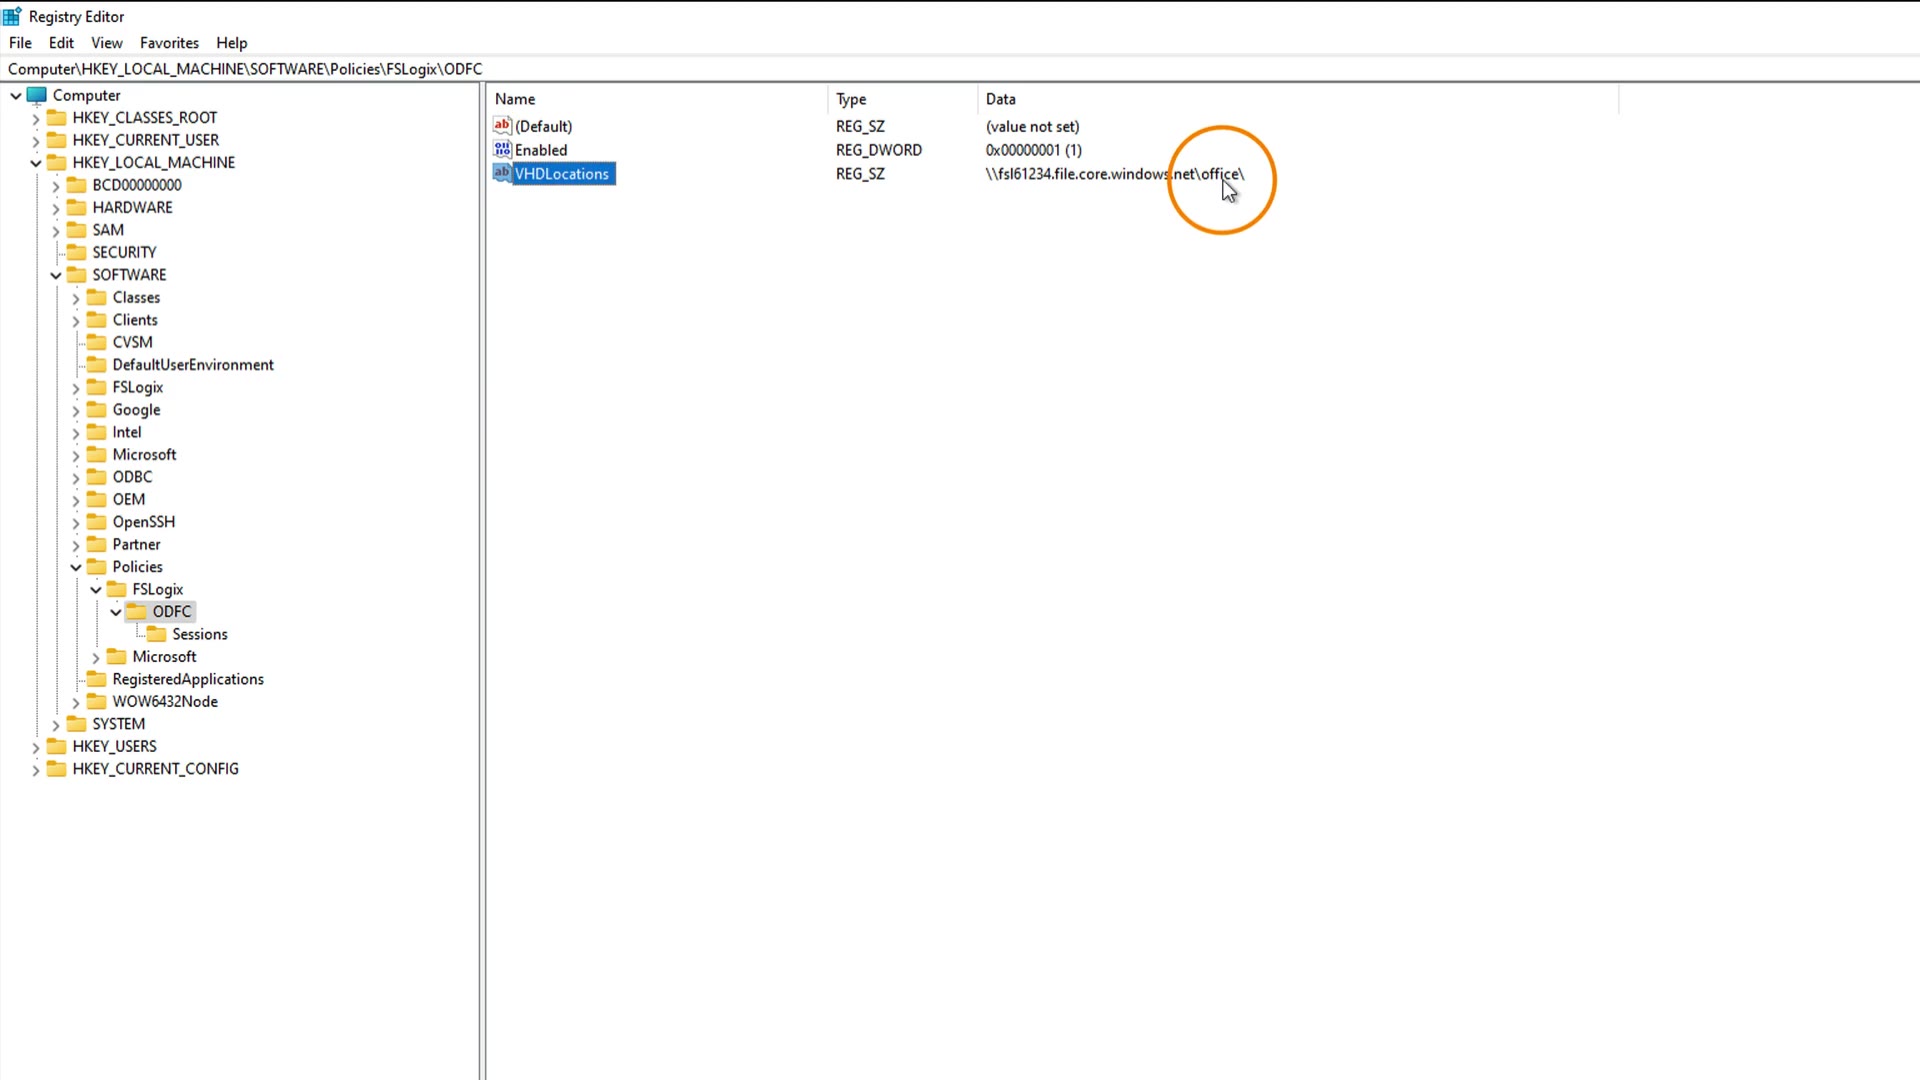 Registry Editor
File Edit View Favorites Help
Computer\HKEY_LOCAL_MACHINE\SOFTWARE\Policies\FSLogix\ODFC
Computer
HKEY_CLASSES_ROOT
HKEY_CURRENT_USER
HKEY_LOCAL_MACHINE
BCD00000000
HARDWARE
SAM
SECURITY
SOFTWARE
Classes
Clients
CVSM
DefaultUserEnvironment
FSLogix
Google
Intel
Microsoft
ODBC
OEM
OpenSSH
Partner
Policies
FSLogix
ODFC
Sessions
Microsoft
RegisteredApplications
WOW6432Node
SYSTEM
HKEY_USERS
HKEY_CURRENT_CONFIG
Name Type Data
(Default) REG_SZ (value not set)
Enabled REG_DWORD 0x00000001 (1)
VHDLocations REG_SZ \\fsl61234.file.core.windows.net\office\